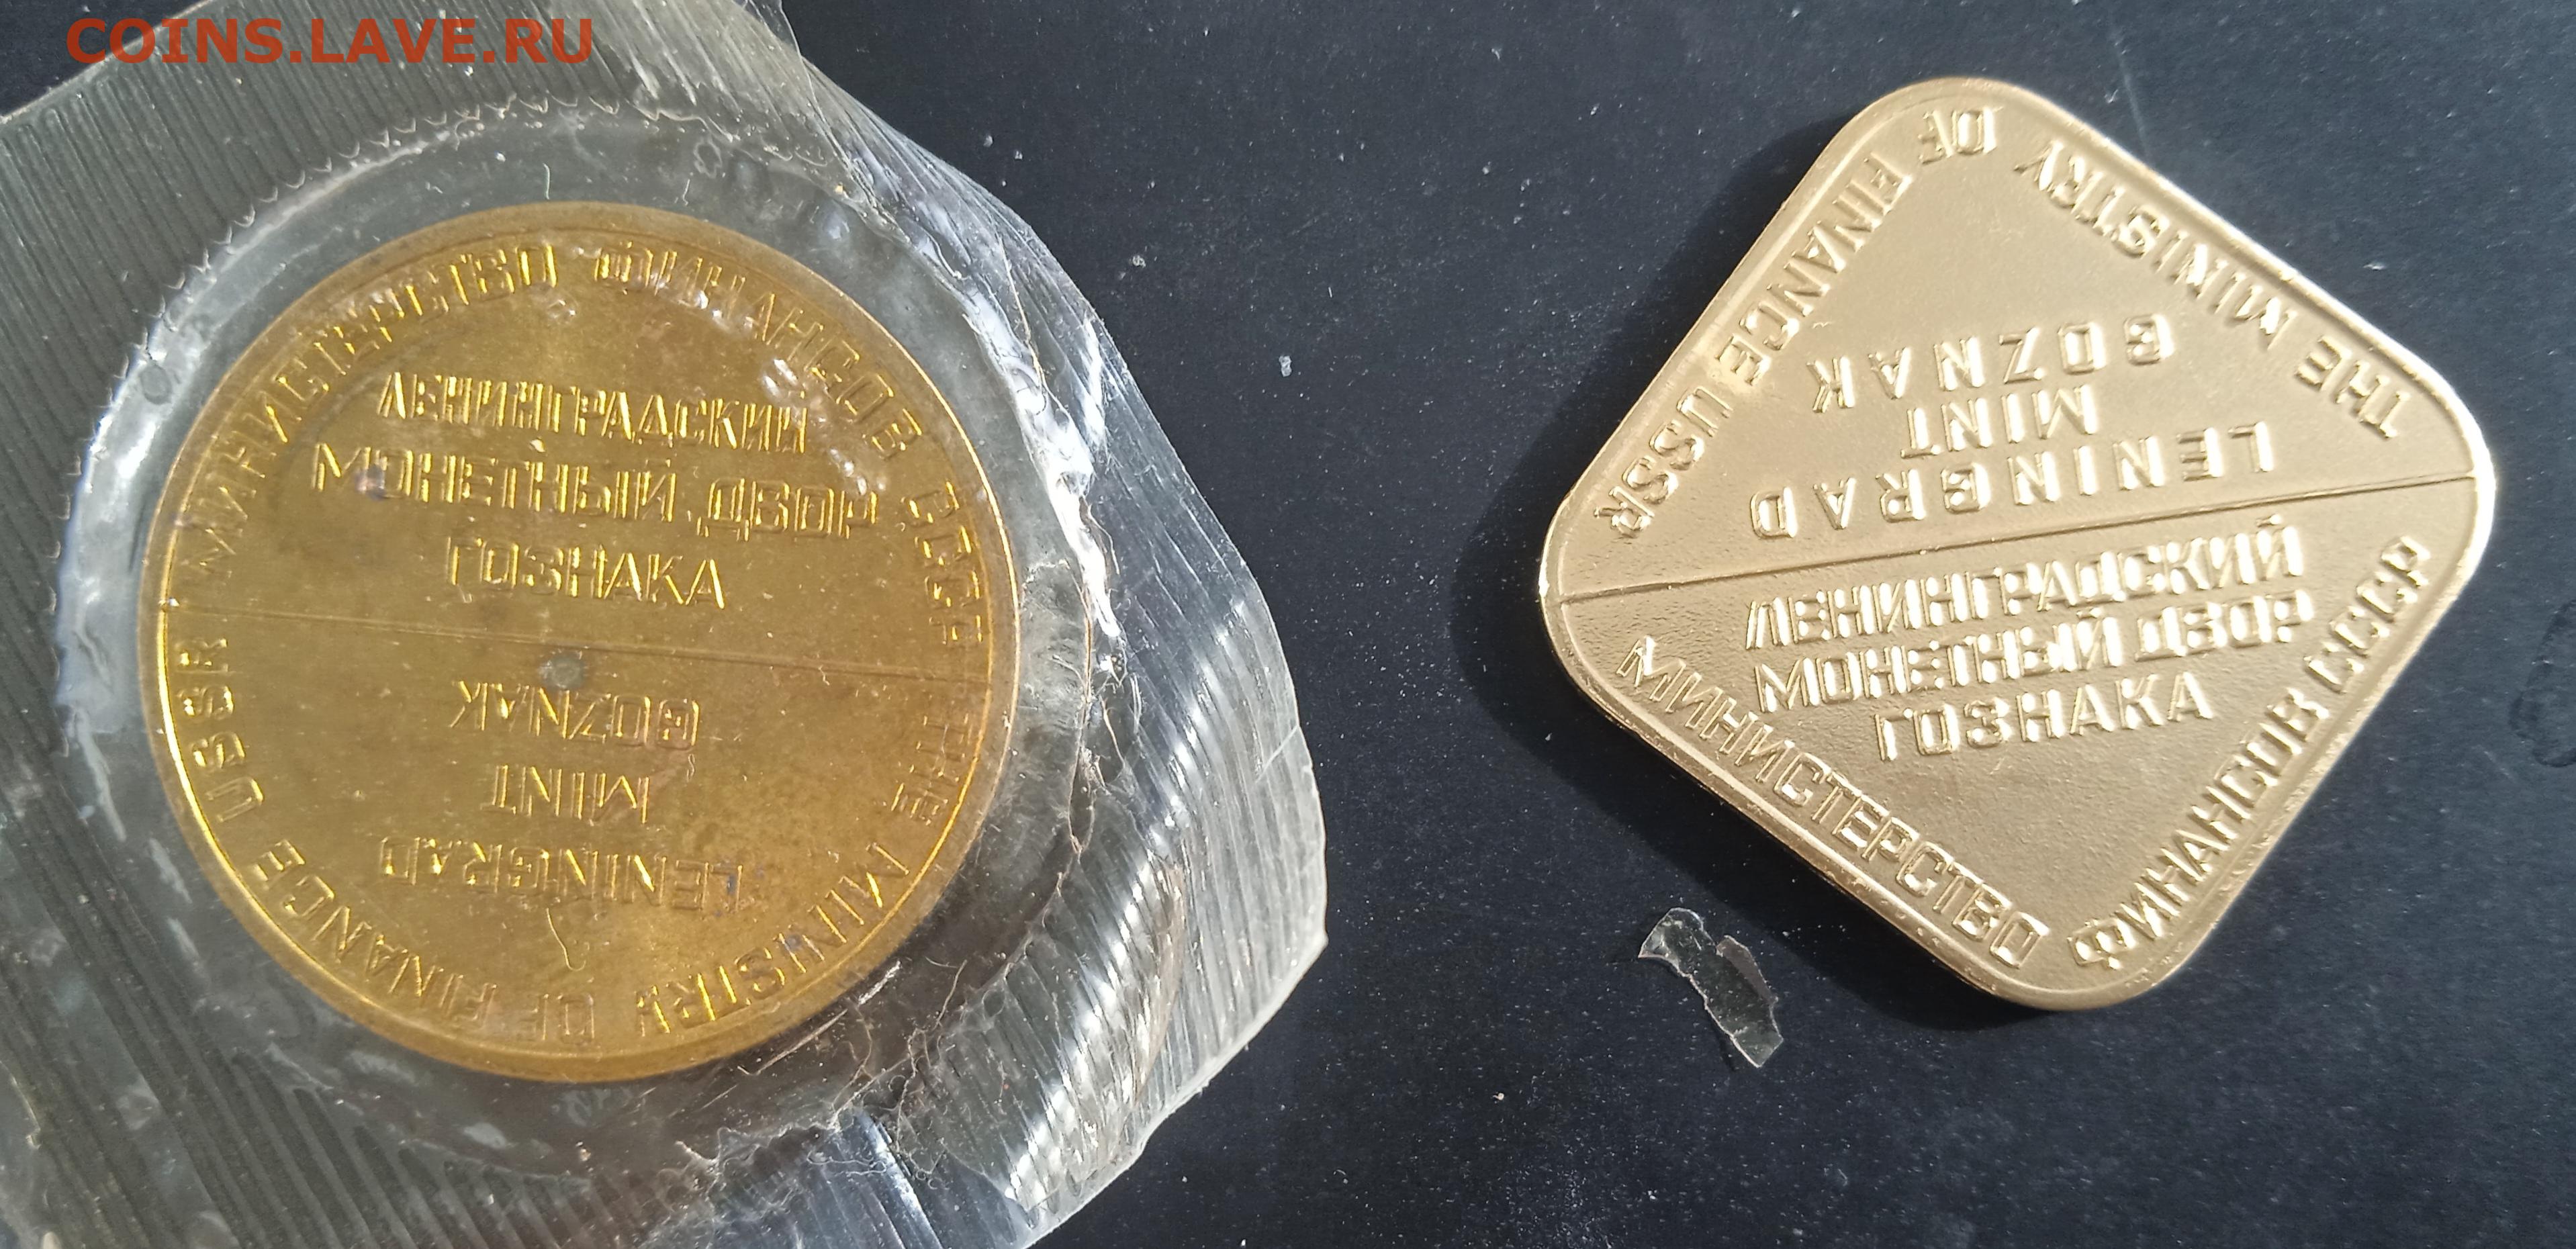 COINS.LAVE.RU
МИНИСТЕРСТВО ФИНАНСОВ СССР
ЛЕНИНГРАДСКИЙ
МОНЕТНЫЙ ДВОР
ГОЗНАКА
THE MINISTRY OF FINANCE USSR
LENINGRAD
MINT
GOZNAK
THE MINISTRY OF FINANCE USSR
LENINGRAD
MINT
GOZNAK
ЛЕНИНГРАДСКИЙ
МОНЕТНЫЙ ДВОР
ГОЗНАКА
МИНИСТЕРСТВО ФИНАНСОВ СССР